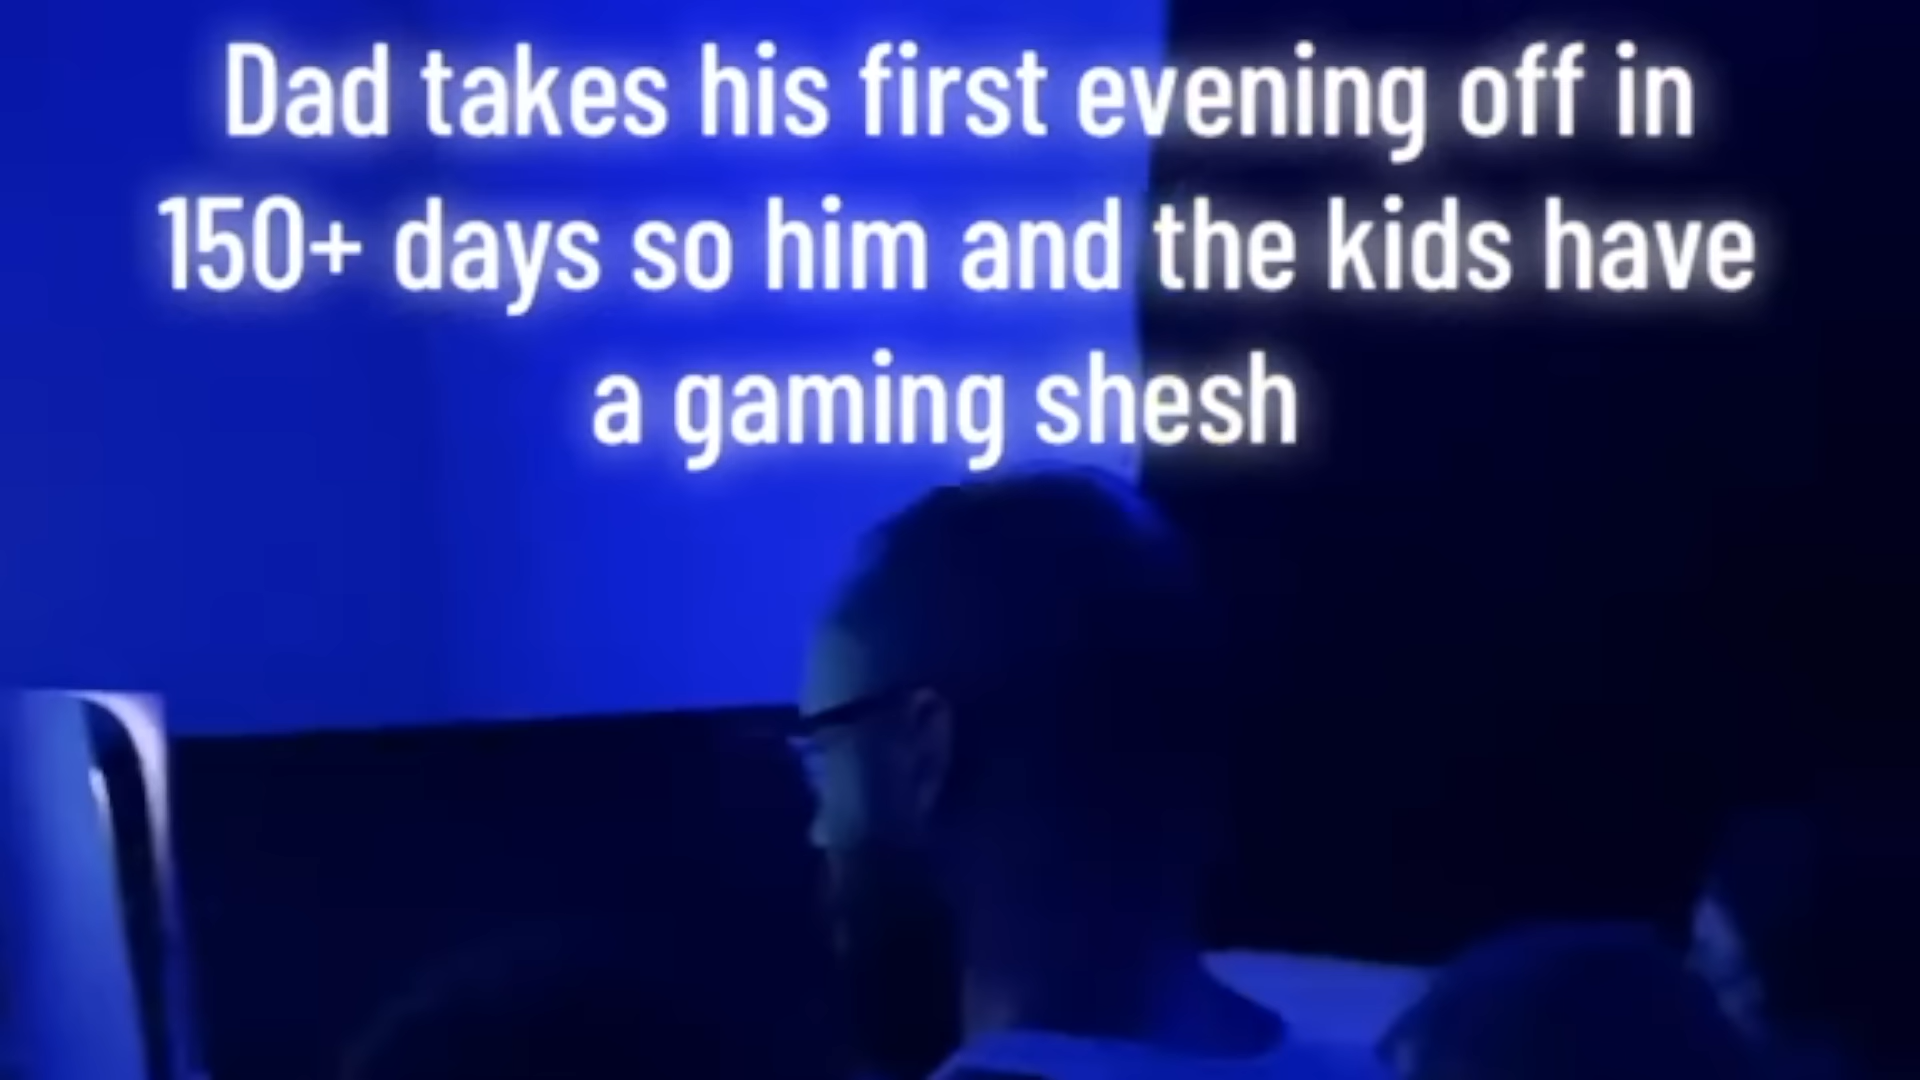 Dad takes his first evening off in
150+ days so him and the kids have
a gaming shesh